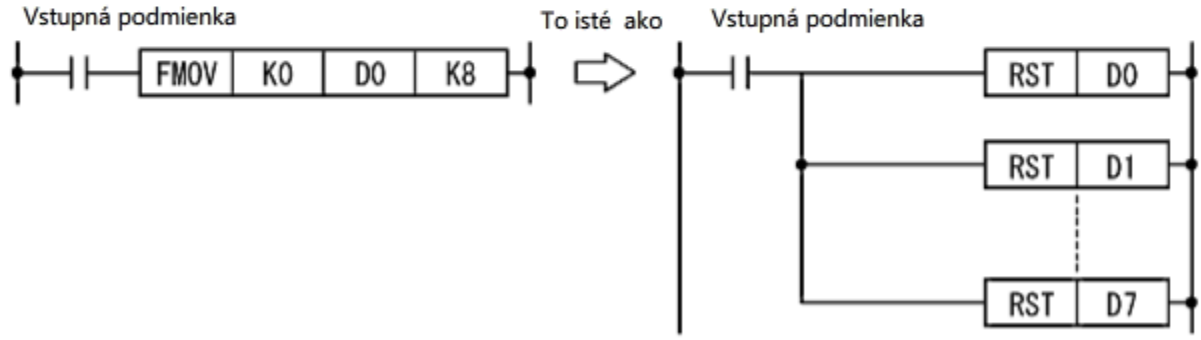 Vstupná podmienka
To isté ako
Vstupná podmienka
FMOV K0 D0 K8
RST D0
RST D1
RST D7